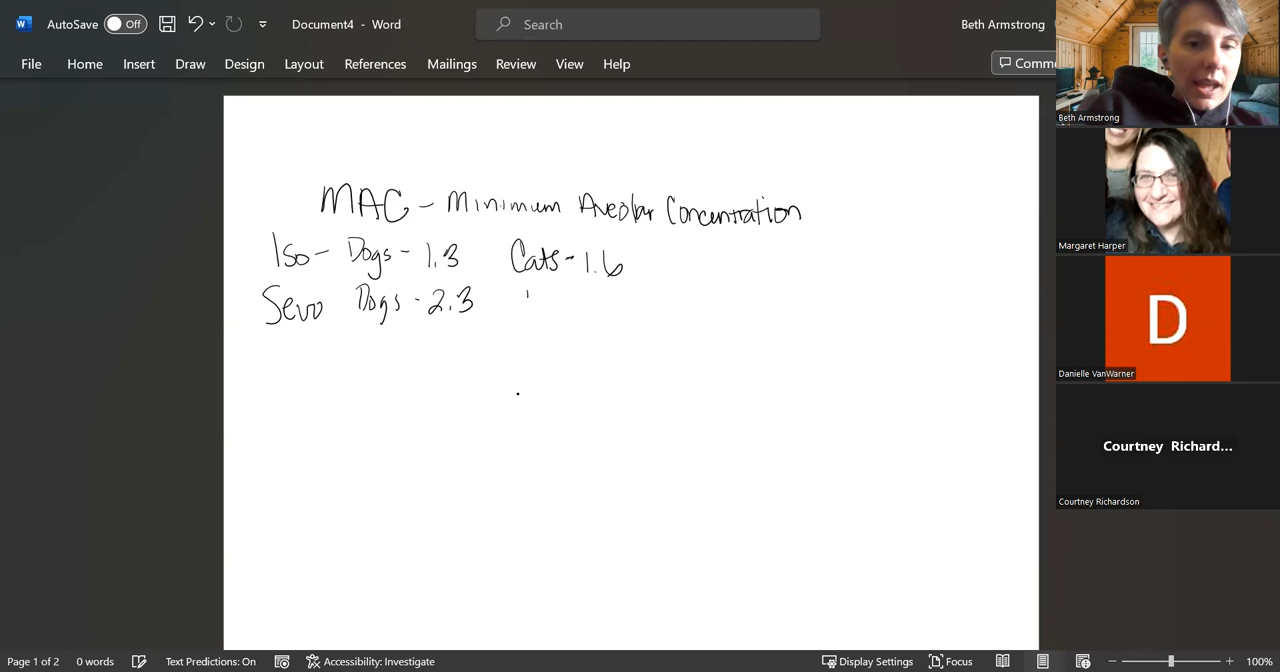 AutoSave Off Document4 - Word Search Beth Armstrong
File Home Insert Draw Design Layout References Mailings Review View Help Comme
Beth Armstrong
MAC - Minimum Aveolar Concentration
Iso - Dogs - 1.3 Cats - 1.6
Sevo Dogs - 2.3
Margaret Harper
D
Danielle VanWarner
Courtney Richard...
Courtney Richardson
Page 1 of 2 0 words Text Predictions: On Accessibility: Investigate Display Settings Focus 100%